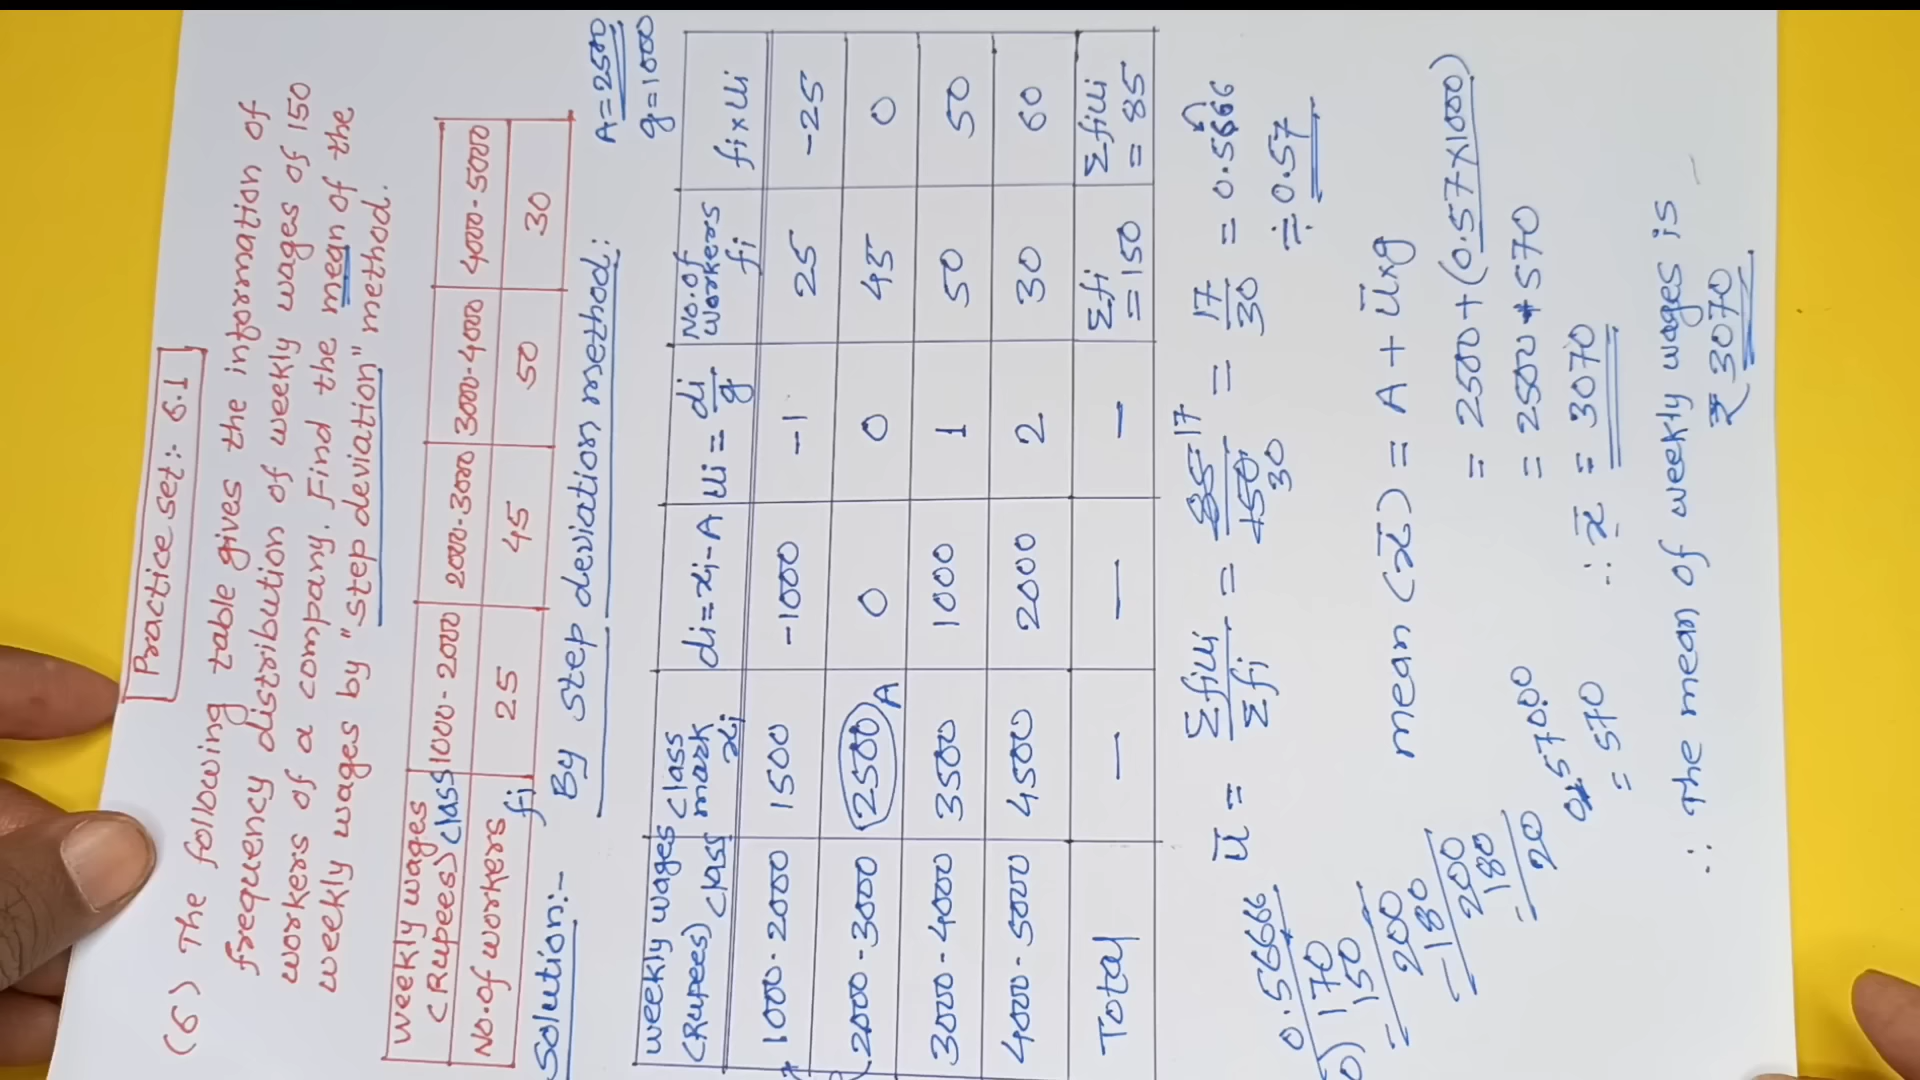 Practice set:- 6.1
(6) The following table gives the information of
frequency distribution of weekly wages of 150
workers of a company. Find the mean of the
weekly wages by "step deviation" method.
weekly wages (Rupees) class 1000-2000 2000-3000 3000-4000 4000-5000
No.of workers fi 25 45 50 30
Solution:- By step deviation method:
A=2500
g=1000
weekly wages (Rupees) class | class mark xi | di=xi-A | ui = di/g | No.of workers fi | fi×ui
1000-2000 1500 -1000 -1 25 -25
2000-3000 2500 A 0 0 45 0
3000-4000 3500 1000 1 50 50
4000-5000 4500 2000 2 30 60
Total — — — Σfi = 150 Σfiui = 85
ū = Σfiui/Σfi = 85/150 = 17/30 = 0.5666
17
30
≑ 0.57
mean (x̄) = A + ūxg
= 2500 + (0.57×1000)
= 2500 + 570
∴ x̄ = 3070
0.5666
0) 170
150
= 200
-180
200
180
= 20
0.570.00
= 570
∴ The mean of weekly wages is
₹ 3070